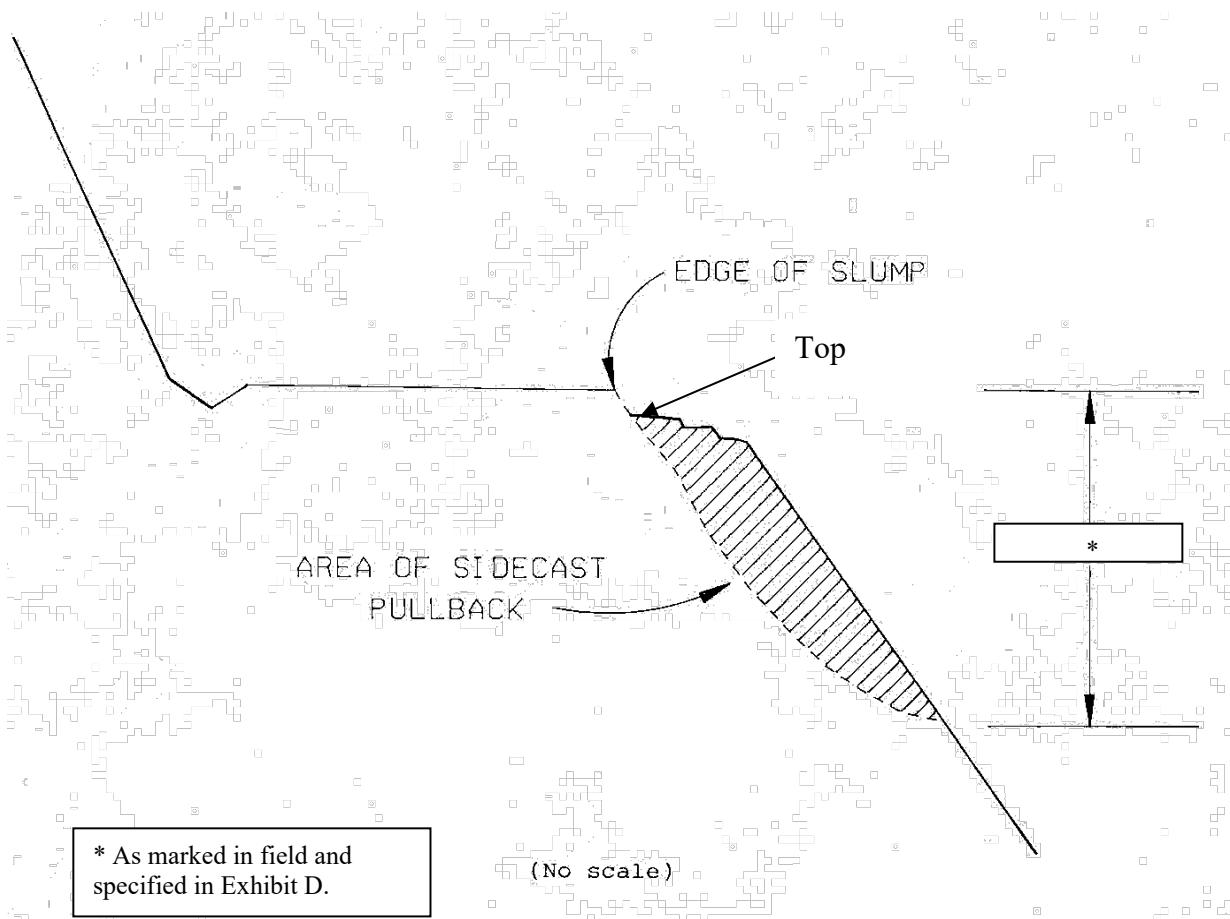 EDGE OF SLUMP
Top
AREA OF SIDECAST
PULLBACK
*
* As marked in field and
specified in Exhibit D.
(No scale)